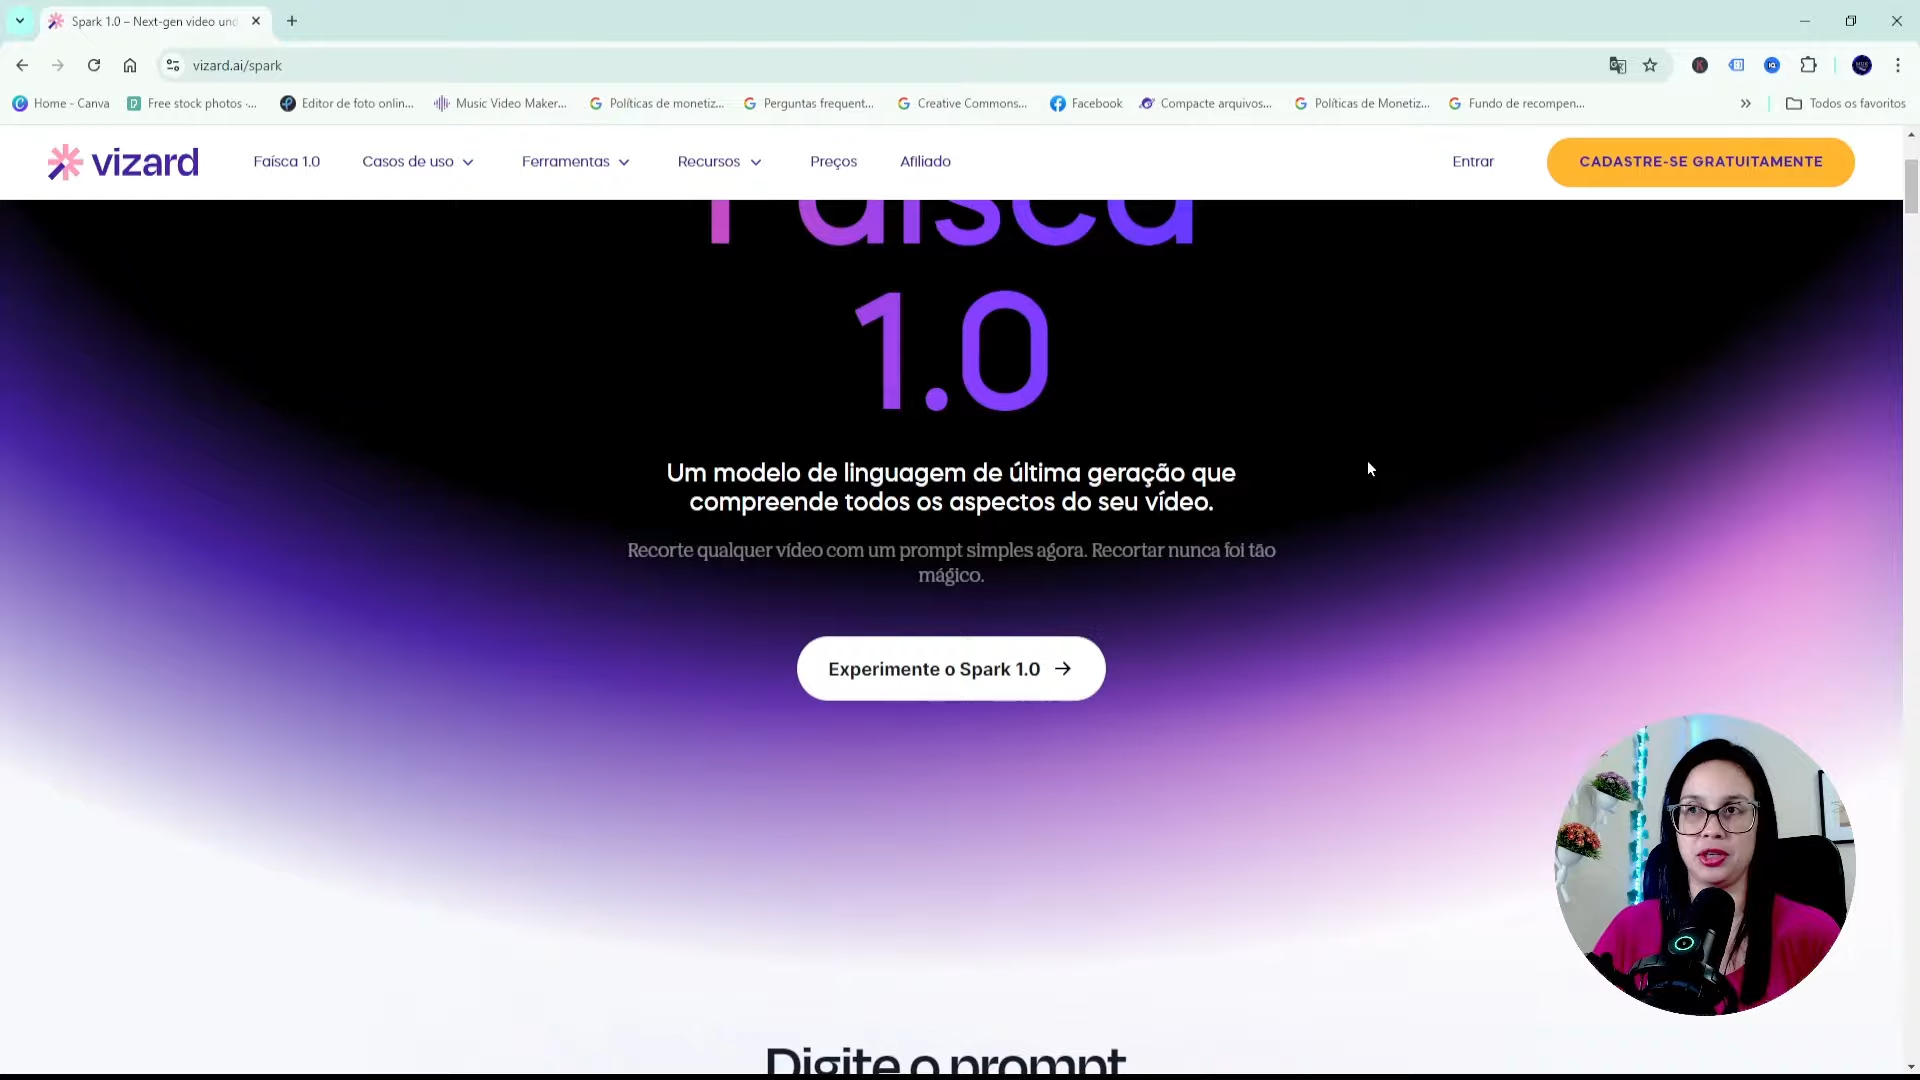 Spark 1.0 – Next-gen video und
vizard.ai/spark
Home - Canva
Free stock photos ·...
Editor de foto onlin...
Music Video Maker...
Políticas de monetiz...
Perguntas frequent...
Creative Commons...
Facebook
Compacte arquivos...
Políticas de Monetiz...
Fundo de recompen...
Todos os favoritos
vizard
Faísca 1.0
Casos de uso
Ferramentas
Recursos
Preços
Afiliado
Entrar
CADASTRE-SE GRATUITAMENTE
Faísca
1.0
Um modelo de linguagem de última geração que
compreende todos os aspectos do seu vídeo.
Recorte qualquer vídeo com um prompt simples agora. Recortar nunca foi tão
mágico.
Experimente o Spark 1.0 →
Digite o prompt